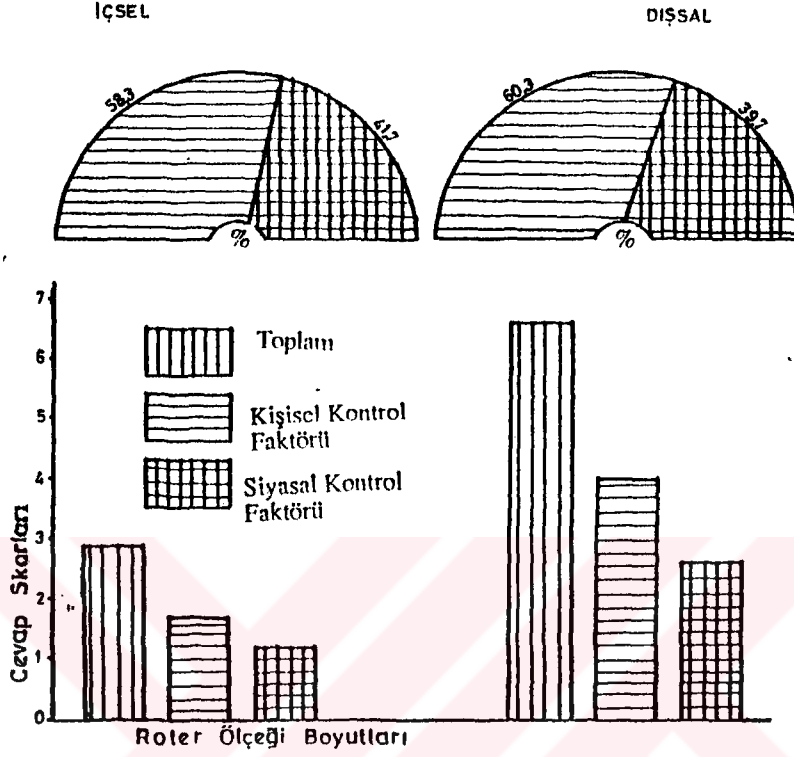 İÇSEL
DIŞSAL
58,3
41,7
%
60,3
39,7
%
7
6
5
4
3
2
1
0
Cevap Skorları
Toplam
Kişisel Kontrol
Faktörü
Siyasal Kontrol
Faktörü
Roter Ölçeği Boyutları